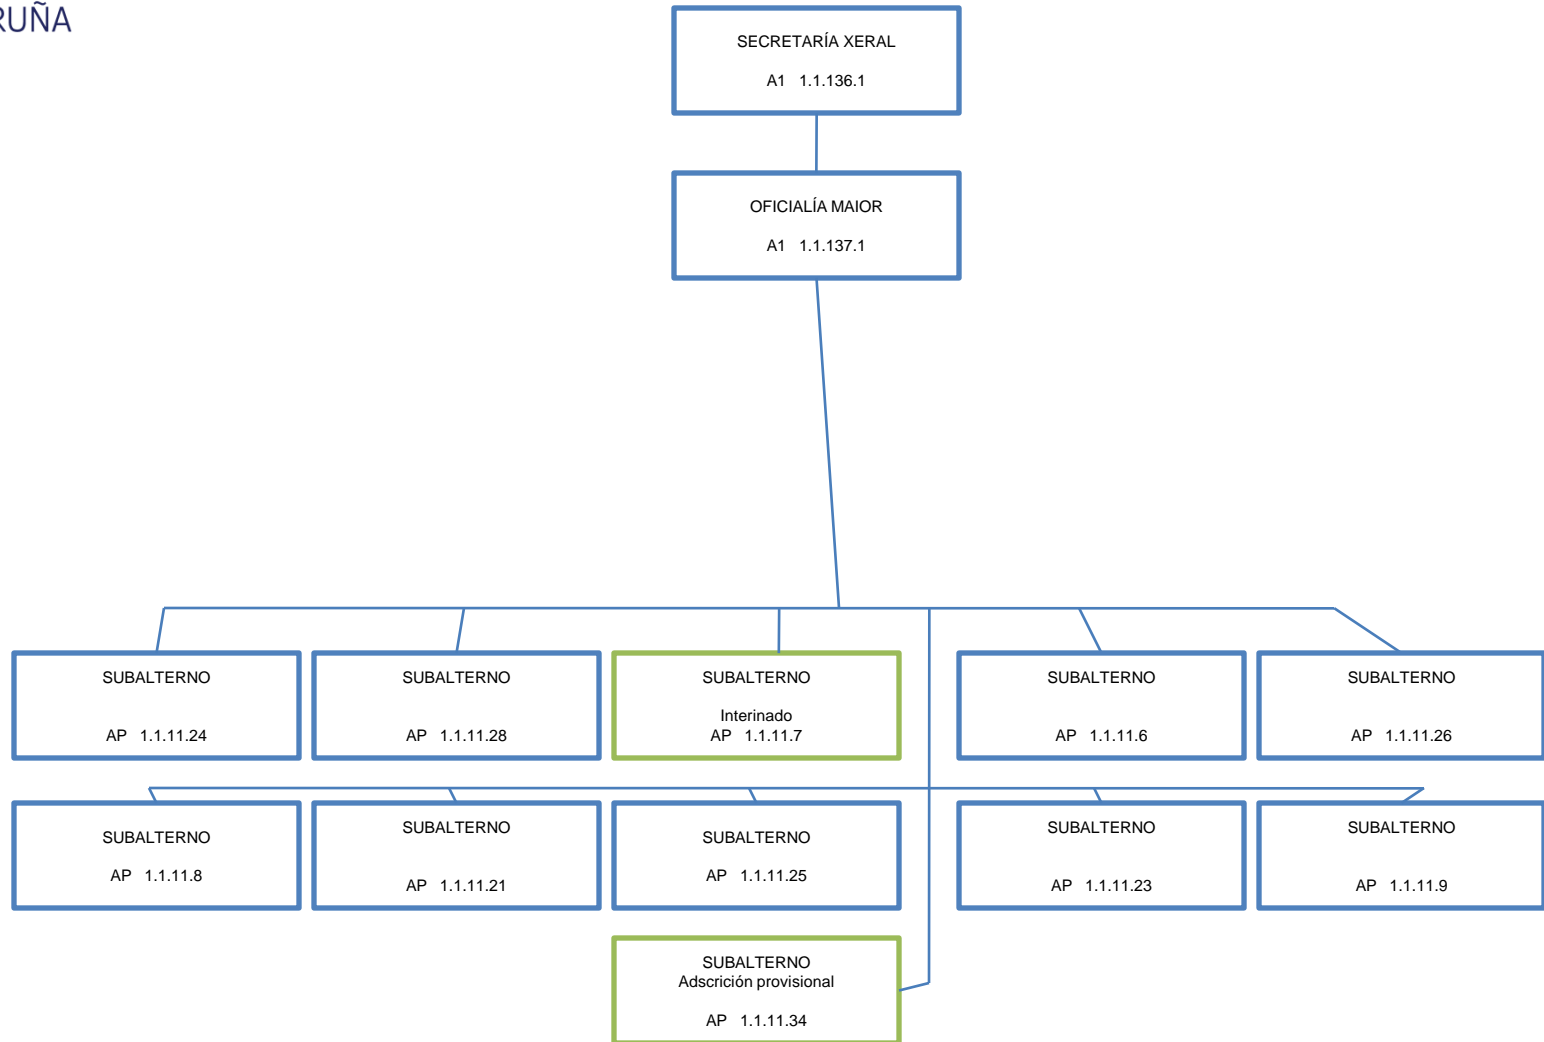 RUÑA
SECRETARÍA XERAL
A1 1.1.136.1
OFICIALÍA MAIOR
A1 1.1.137.1
SUBALTERNO
AP 1.1.11.24
SUBALTERNO
AP 1.1.11.28
SUBALTERNO
Interinado
AP 1.1.11.7
SUBALTERNO
AP 1.1.11.6
SUBALTERNO
AP 1.1.11.26
SUBALTERNO
AP 1.1.11.8
SUBALTERNO
AP 1.1.11.21
SUBALTERNO
AP 1.1.11.25
SUBALTERNO
AP 1.1.11.23
SUBALTERNO
AP 1.1.11.9
SUBALTERNO
Adscrición provisional
AP 1.1.11.34